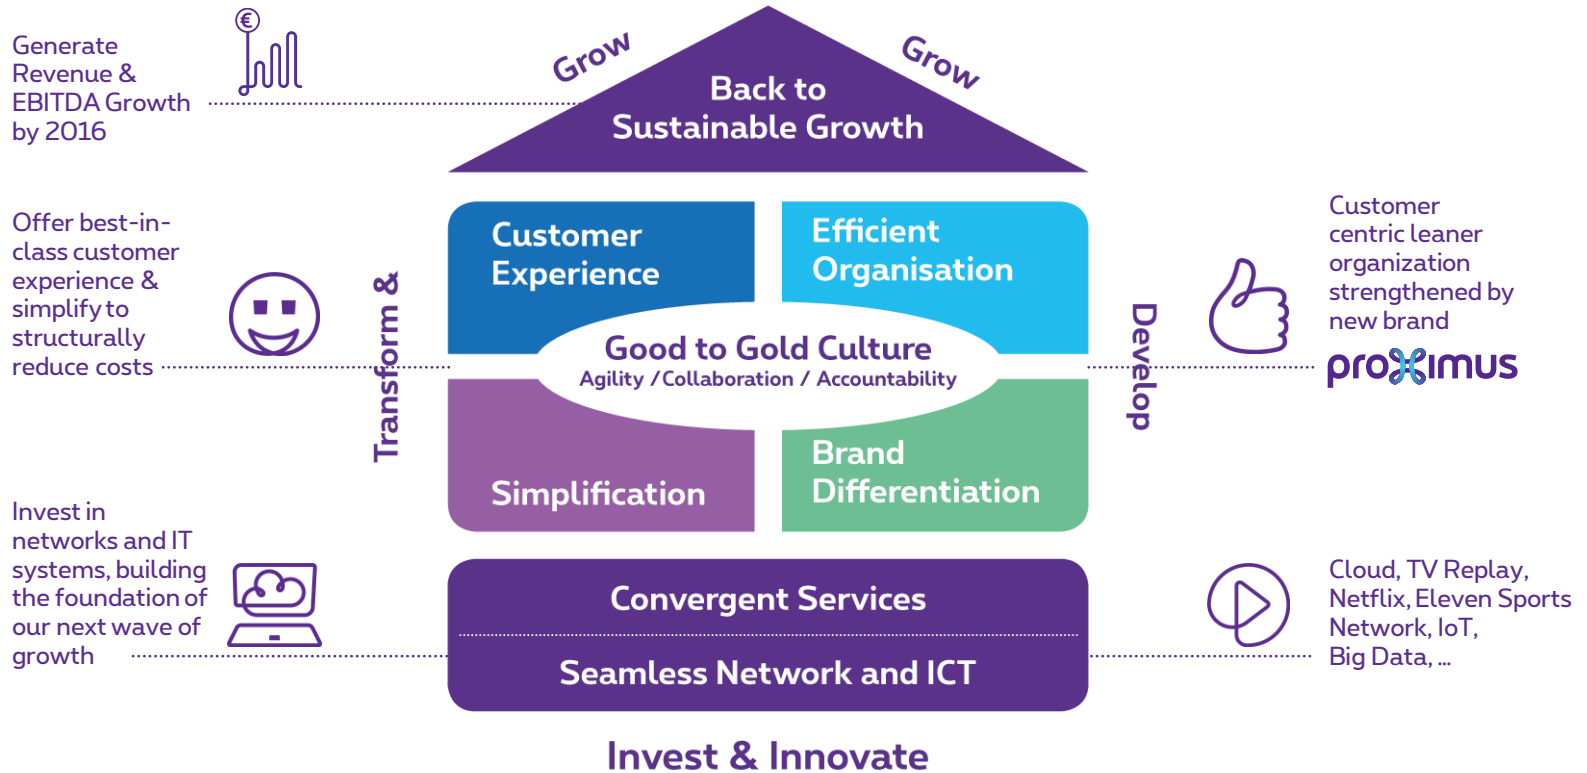 Generate
Revenue &
EBITDA Growth
by 2016
€
Grow
Grow
Back to
Sustainable Growth
Offer best-in-
class customer
experience &
simplify to
structurally
reduce costs
Transform &
Customer
Experience
Efficient
Organisation
Good to Gold Culture
Agility / Collaboration / Accountability
Simplification
Brand
Differentiation
Develop
Customer
centric leaner
organization
strengthened by
new brand
proximus
Invest in
networks and IT
systems, building
the foundation of
our next wave of
growth
Convergent Services
Seamless Network and ICT
Cloud, TV Replay,
Netflix, Eleven Sports
Network, IoT,
Big Data, ...
Invest & Innovate